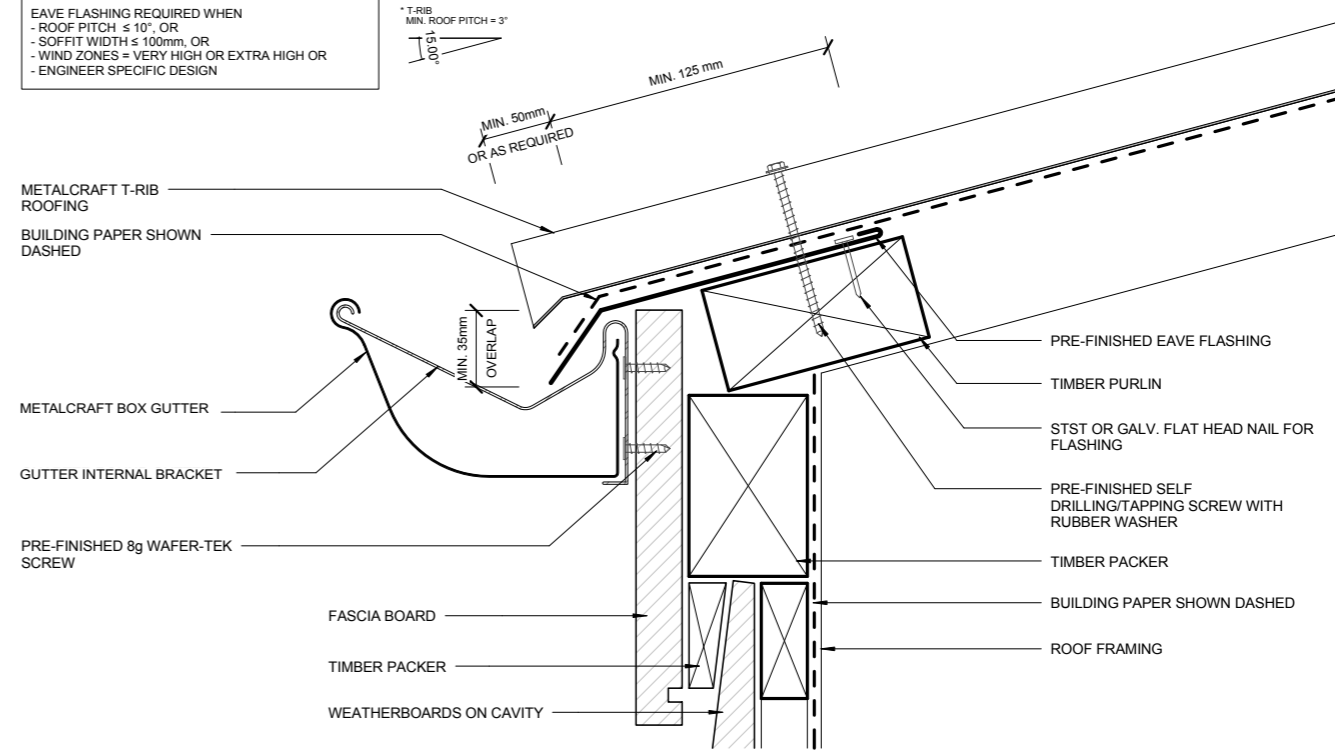 EAVE FLASHING REQUIRED WHEN
- ROOF PITCH ≤ 10°, OR
- SOFFIT WIDTH ≤ 100mm, OR
- WIND ZONES = VERY HIGH OR EXTRA HIGH OR
- ENGINEER SPECIFIC DESIGN
* T-RIB
MIN. ROOF PITCH = 3°
15.00°
MIN. 125 mm
MIN. 50mm
OR AS REQUIRED
METALCRAFT T-RIB
ROOFING
BUILDING PAPER SHOWN
DASHED
MIN. 35mm
OVERLAP
METALCRAFT BOX GUTTER
GUTTER INTERNAL BRACKET
PRE-FINISHED 8g WAFER-TEK
SCREW
FASCIA BOARD
TIMBER PACKER
WEATHERBOARDS ON CAVITY
PRE-FINISHED EAVE FLASHING
TIMBER PURLIN
STST OR GALV. FLAT HEAD NAIL FOR
FLASHING
PRE-FINISHED SELF
DRILLING/TAPPING SCREW WITH
RUBBER WASHER
TIMBER PACKER
BUILDING PAPER SHOWN DASHED
ROOF FRAMING